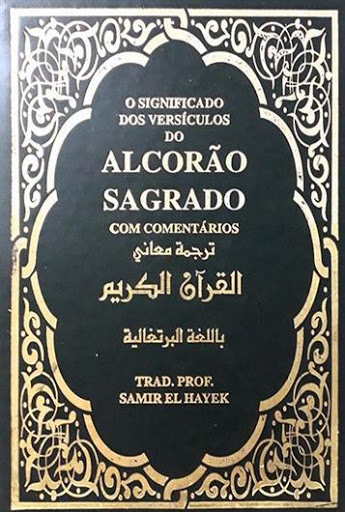 O SIGNIFICADO
DOS VERSÍCULOS
DO
ALCORÃO
SAGRADO
COM COMENTÁRIOS
ترجمة معاني
القرآن الكريم
باللغة البرتغالية
TRAD. PROF.
SAMIR EL HAYEK